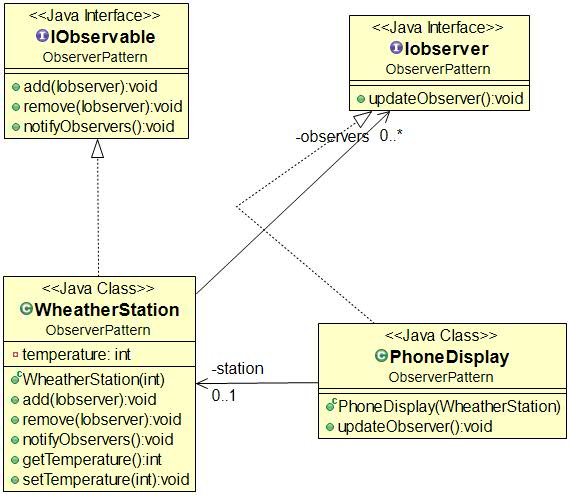 <<Java Interface>>
IObservable
ObserverPattern
add(Iobserver):void
remove(Iobserver):void
notifyObservers():void
<<Java Interface>>
Iobserver
ObserverPattern
updateObserver():void
-observers
0..*
<<Java Class>>
WheatherStation
ObserverPattern
temperature: int
WheatherStation(int)
add(Iobserver):void
remove(Iobserver):void
notifyObservers():void
getTemperature():int
setTemperature(int):void
-station
0..1
<<Java Class>>
PhoneDisplay
ObserverPattern
PhoneDisplay(WheatherStation)
updateObserver():void